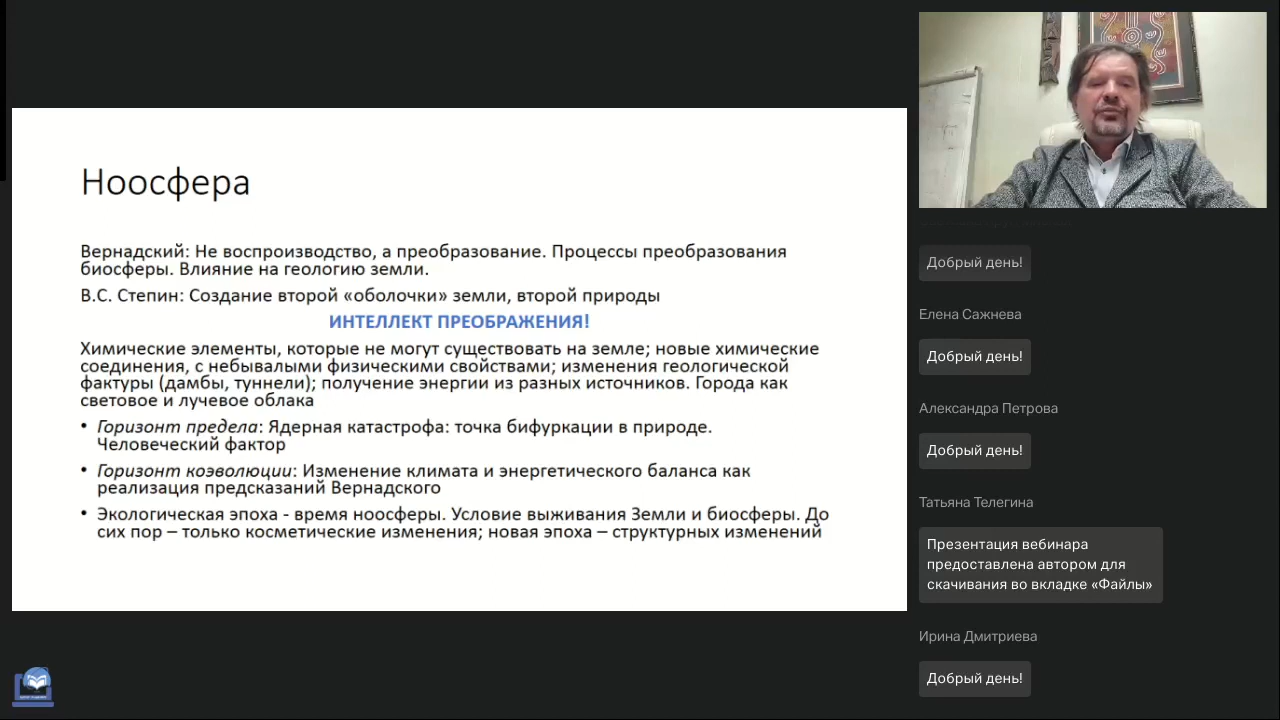 Ноосфера
Вернадский: Не воспроизводство, а преобразование. Процессы преобразования
биосферы. Влияние на геологию земли.
В.С. Степин: Создание второй «оболочки» земли, второй природы
ИНТЕЛЛЕКТ ПРЕОБРАЖЕНИЯ!
Химические элементы, которые не могут существовать на земле; новые химические
соединения, с небывалыми физическими свойствами; изменения геологической
фактуры (дамбы, туннели); получение энергии из разных источников. Города как
световое и лучевое облака
• Горизонт предела: Ядерная катастрофа: точка бифуркации в природе.
Человеческий фактор
• Горизонт коэволюции: Изменение климата и энергетического баланса как
реализация предсказаний Вернадского
• Экологическая эпоха - время ноосферы. Условие выживания Земли и биосферы. До
сих пор – только косметические изменения; новая эпоха – структурных изменений
Добрый день!
Елена Сажнева
Добрый день!
Александра Петрова
Добрый день!
Татьяна Телегина
Презентация вебинара
предоставлена автором для
скачивания во вкладке «Файлы»
Ирина Дмитриева
Добрый день!